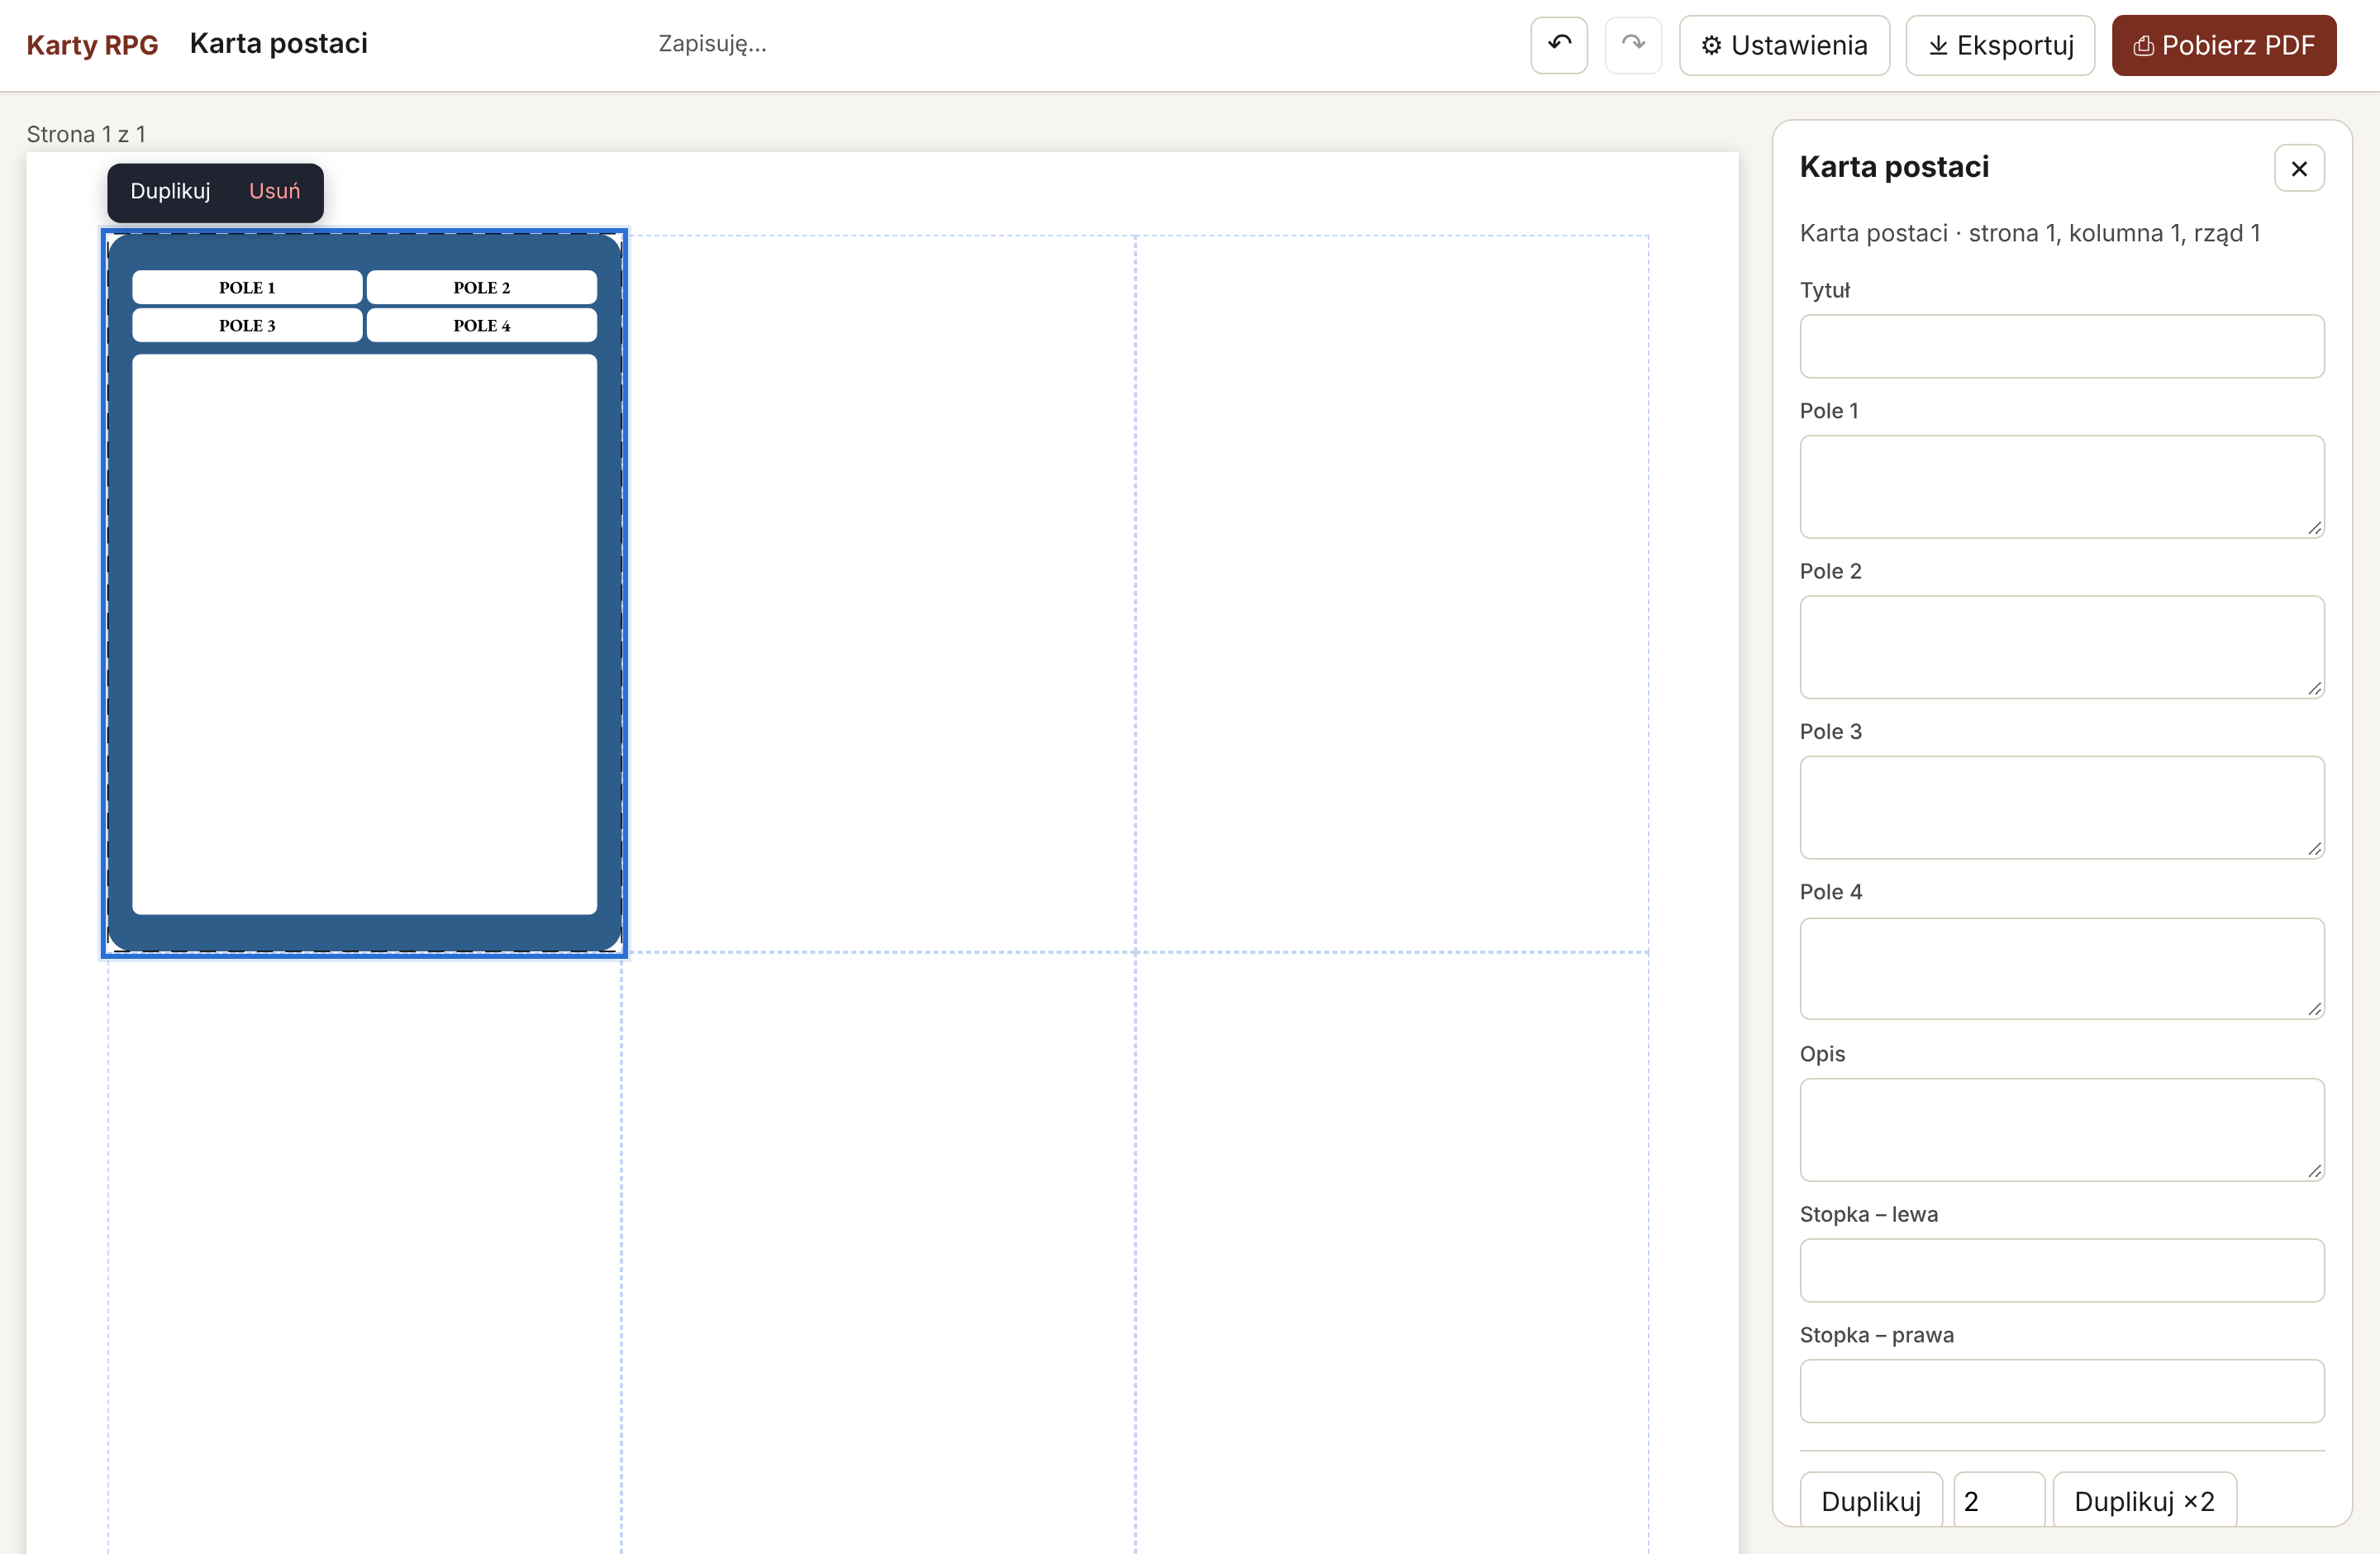 Karty RPG Karta postaci Zapisuję... ↶ ↷ ⚙ Ustawienia ↓ Eksportuj ⎙ Pobierz PDF
Strona 1 z 1
Duplikuj Usuń
POLE 1 POLE 2
POLE 3 POLE 4
Karta postaci ✕
Karta postaci · strona 1, kolumna 1, rząd 1
Tytuł
Pole 1
Pole 2
Pole 3
Pole 4
Opis
Stopka – lewa
Stopka – prawa
Duplikuj 2 Duplikuj ×2